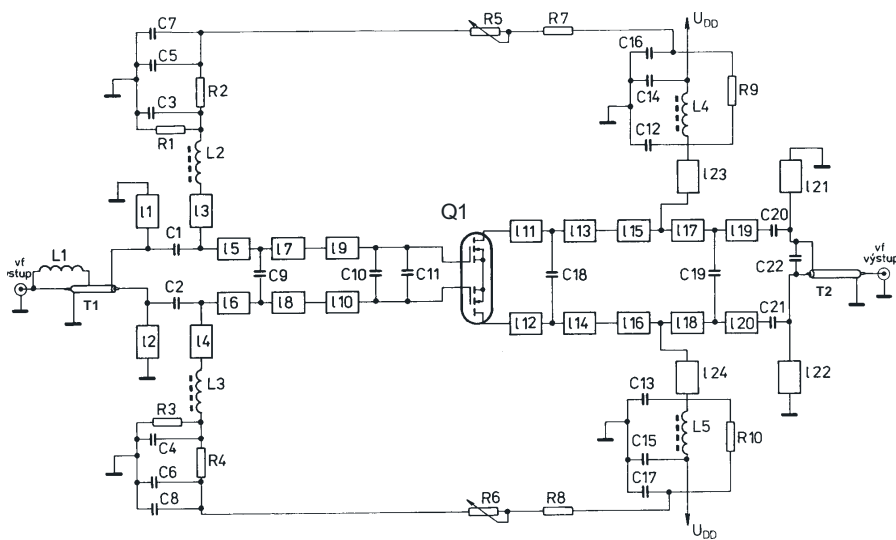 C7
R5
R7
U_DD
C5
C16
R2
C14
R9
C3
L4
C12
R1
L2
l23
l21
l1
l3
Q1
C1
l11
l13
l15
l17
l19
C20
l5
l7
l9
L1
vf
vstup
C9
C10
C11
C18
C19
C22
vf
výstup
T1
T2
C2
l6
l8
l10
C21
l12
l14
l16
l18
l20
l2
l4
l24
l22
L3
C13
R3
L5
C4
C15
R10
R4
C6
C17
C8
R6
R8
U_DD